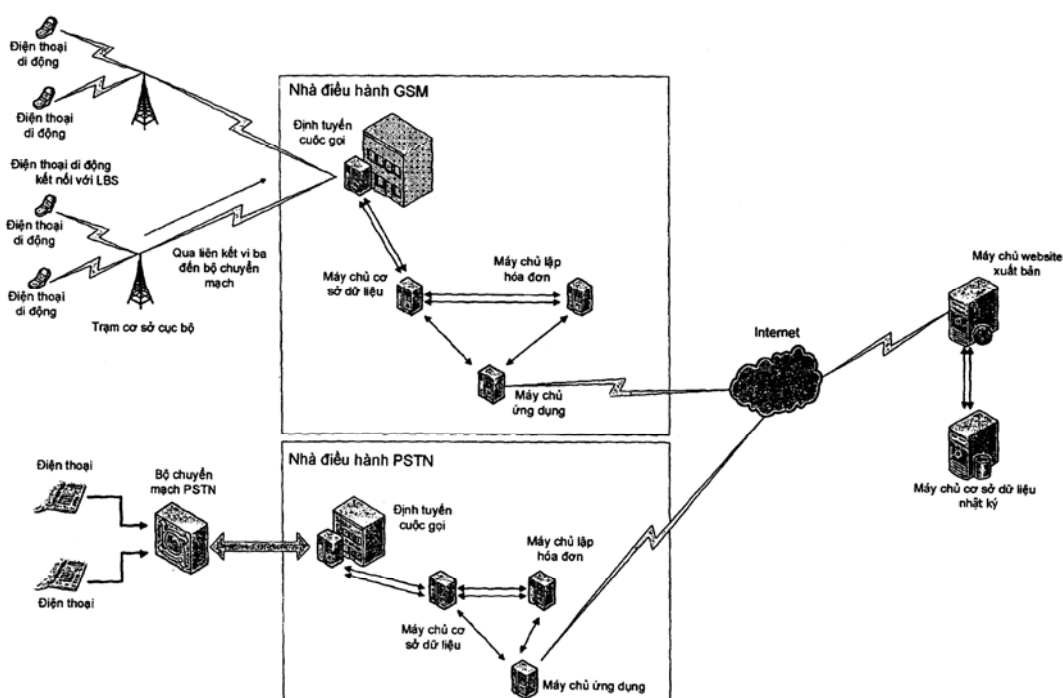 Điện thoại
di động
Điện thoại
di động
Điện thoại di động
kết nối với LBS
Điện thoại
di động
Điện thoại
di động
Qua liên kết vi ba
đến bộ chuyển
mạch
Trạm cơ sở cục bộ
Nhà điều hành GSM
Định tuyến
cuộc gọi
Máy chủ cơ
sở dữ liệu
Máy chủ lập
hóa đơn
Máy chủ
ứng dụng
Internet
Máy chủ website
xuất bản
Máy chủ cơ sở dữ liệu
nhật ký
Điện thoại
Bộ chuyển
mạch PSTN
Điện thoại
Nhà điều hành PSTN
Định tuyến
cuộc gọi
Máy chủ lập
hóa đơn
Máy chủ cơ
sở dữ liệu
Máy chủ ứng dụng